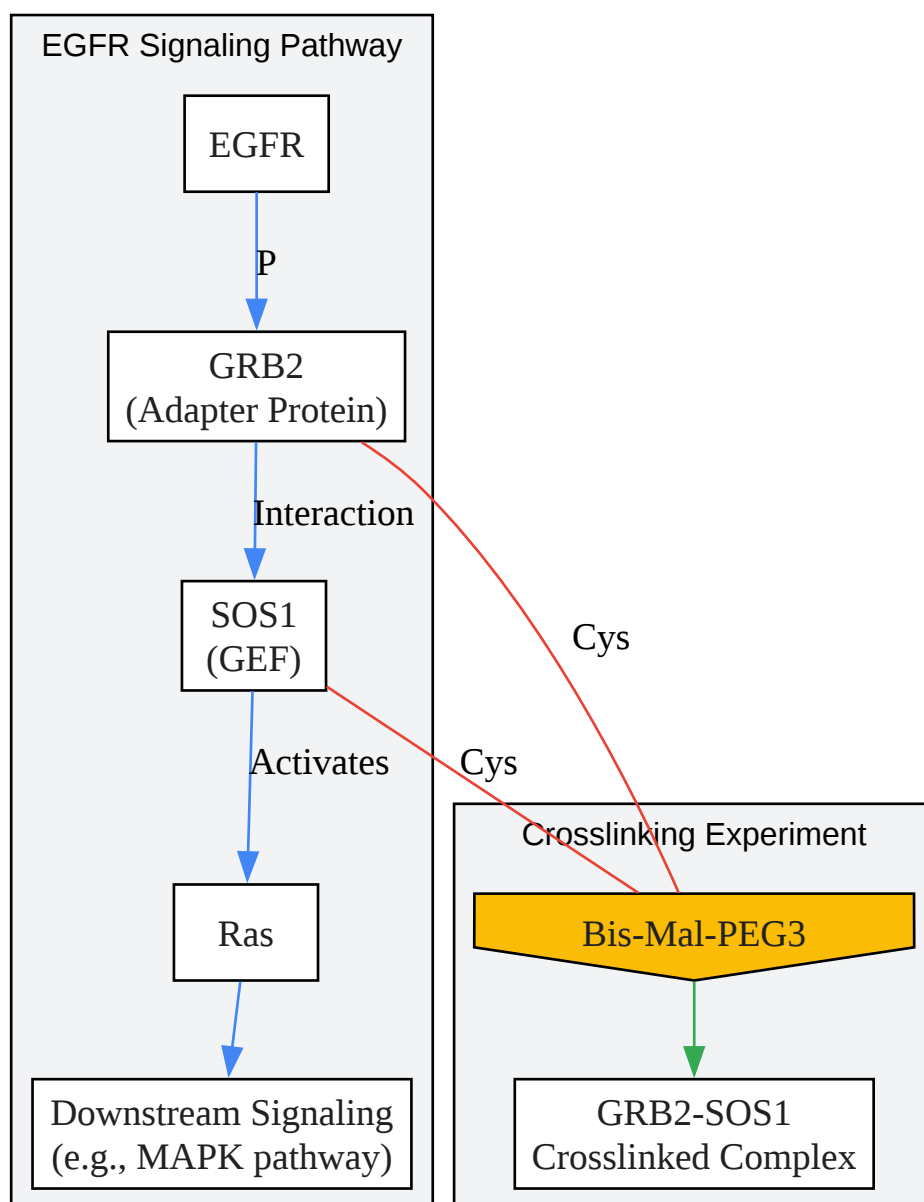 EGFR Signaling Pathway
EGFR
P
GRB2
(Adapter Protein)
Interaction
SOS1
(GEF)
Cys
Activates
Cys
Crosslinking Experiment
Ras
Bis-Mal-PEG3
Downstream Signaling
(e.g., MAPK pathway)
GRB2-SOS1
Crosslinked Complex